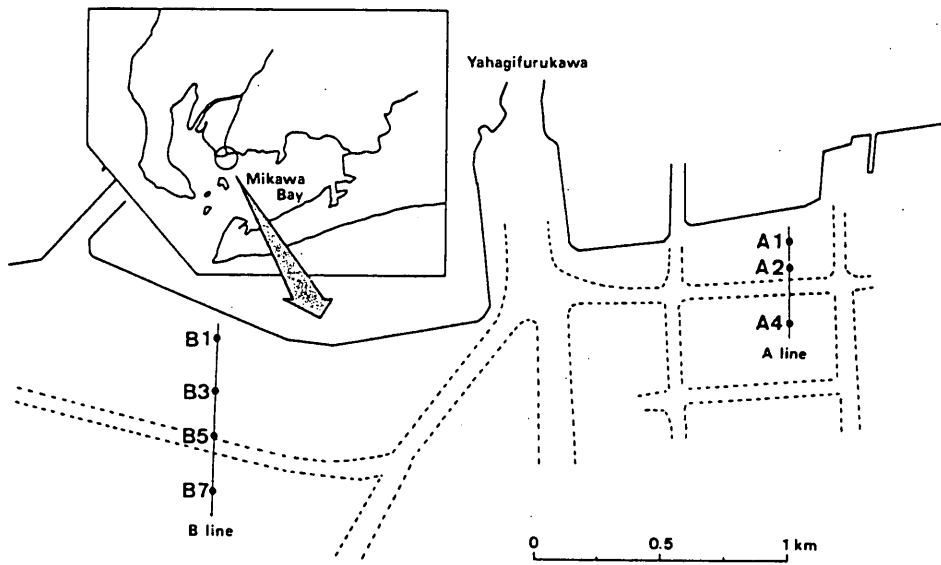 Yahagifurukawa
Mikawa
Bay
A1
A2
A4
A line
B1
B3
B5
B7
B line
0 0.5 1 km